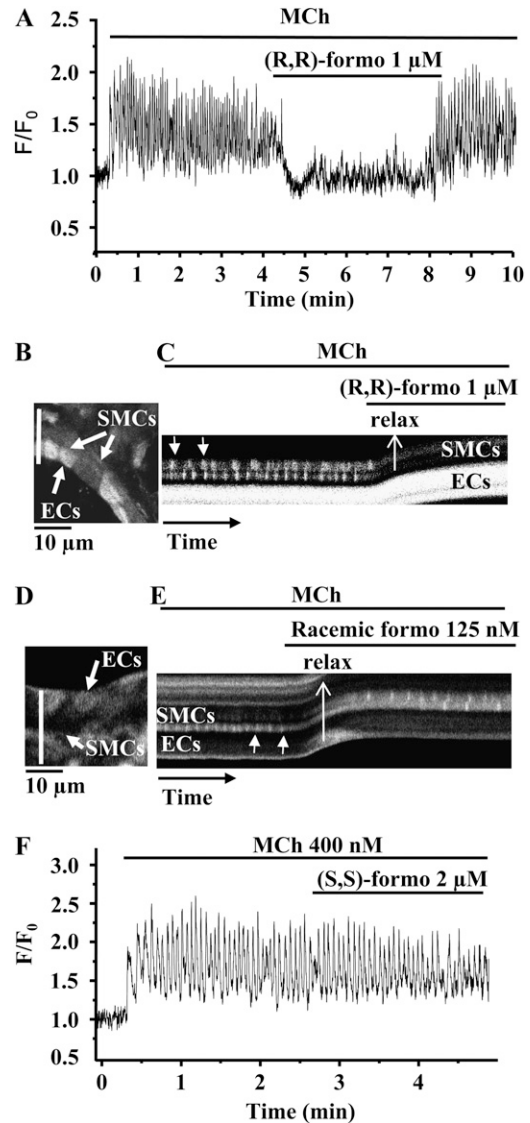 A
MCh
(R,R)-formo 1 µM
F/F0
2.5
2.0
1.5
1.0
0.5
0 1 2 3 4 5 6 7 8 9 10
Time (min)
B
SMCs
ECs
10 µm
C
MCh
(R,R)-formo 1 µM
relax
SMCs
ECs
Time
D
ECs
SMCs
10 µm
E
MCh
Racemic formo 125 nM
relax
SMCs
ECs
Time
F
MCh 400 nM
(S,S)-formo 2 µM
F/F0
3.0
2.5
2.0
1.5
1.0
0.5
0 1 2 3 4
Time (min)